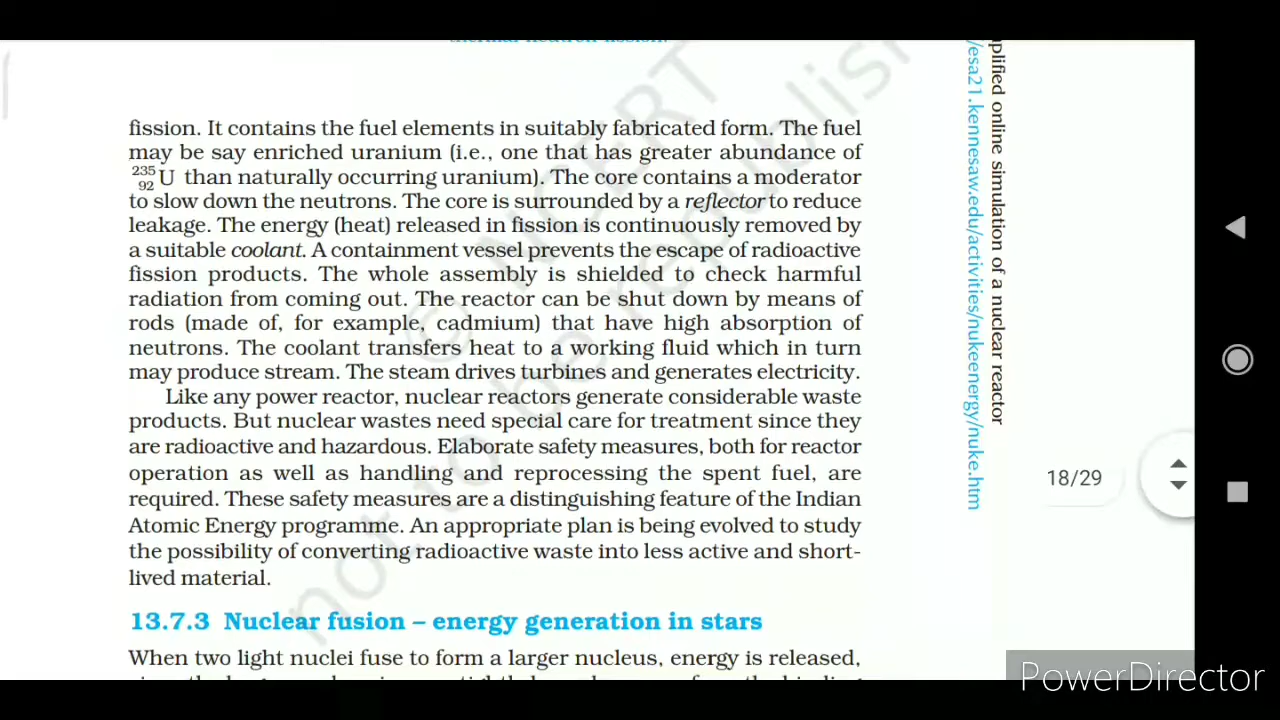 thermal neutron fission.
fission. It contains the fuel elements in suitably fabricated form. The fuel
may be say enriched uranium (i.e., one that has greater abundance of
²³⁵₉₂U than naturally occurring uranium). The core contains a moderator
to slow down the neutrons. The core is surrounded by a reflector to reduce
leakage. The energy (heat) released in fission is continuously removed by
a suitable coolant. A containment vessel prevents the escape of radioactive
fission products. The whole assembly is shielded to check harmful
radiation from coming out. The reactor can be shut down by means of
rods (made of, for example, cadmium) that have high absorption of
neutrons. The coolant transfers heat to a working fluid which in turn
may produce stream. The steam drives turbines and generates electricity.
Like any power reactor, nuclear reactors generate considerable waste
products. But nuclear wastes need special care for treatment since they
are radioactive and hazardous. Elaborate safety measures, both for reactor
operation as well as handling and reprocessing the spent fuel, are
required. These safety measures are a distinguishing feature of the Indian
Atomic Energy programme. An appropriate plan is being evolved to study
the possibility of converting radioactive waste into less active and short-
lived material.
13.7.3 Nuclear fusion – energy generation in stars
When two light nuclei fuse to form a larger nucleus, energy is released,
plified online simulation of a nuclear reactor
/esa21.kennesaw.edu/activities/nukeenergy/nuke.htm
18/29
© NCERT
not to be republish
PowerDirector